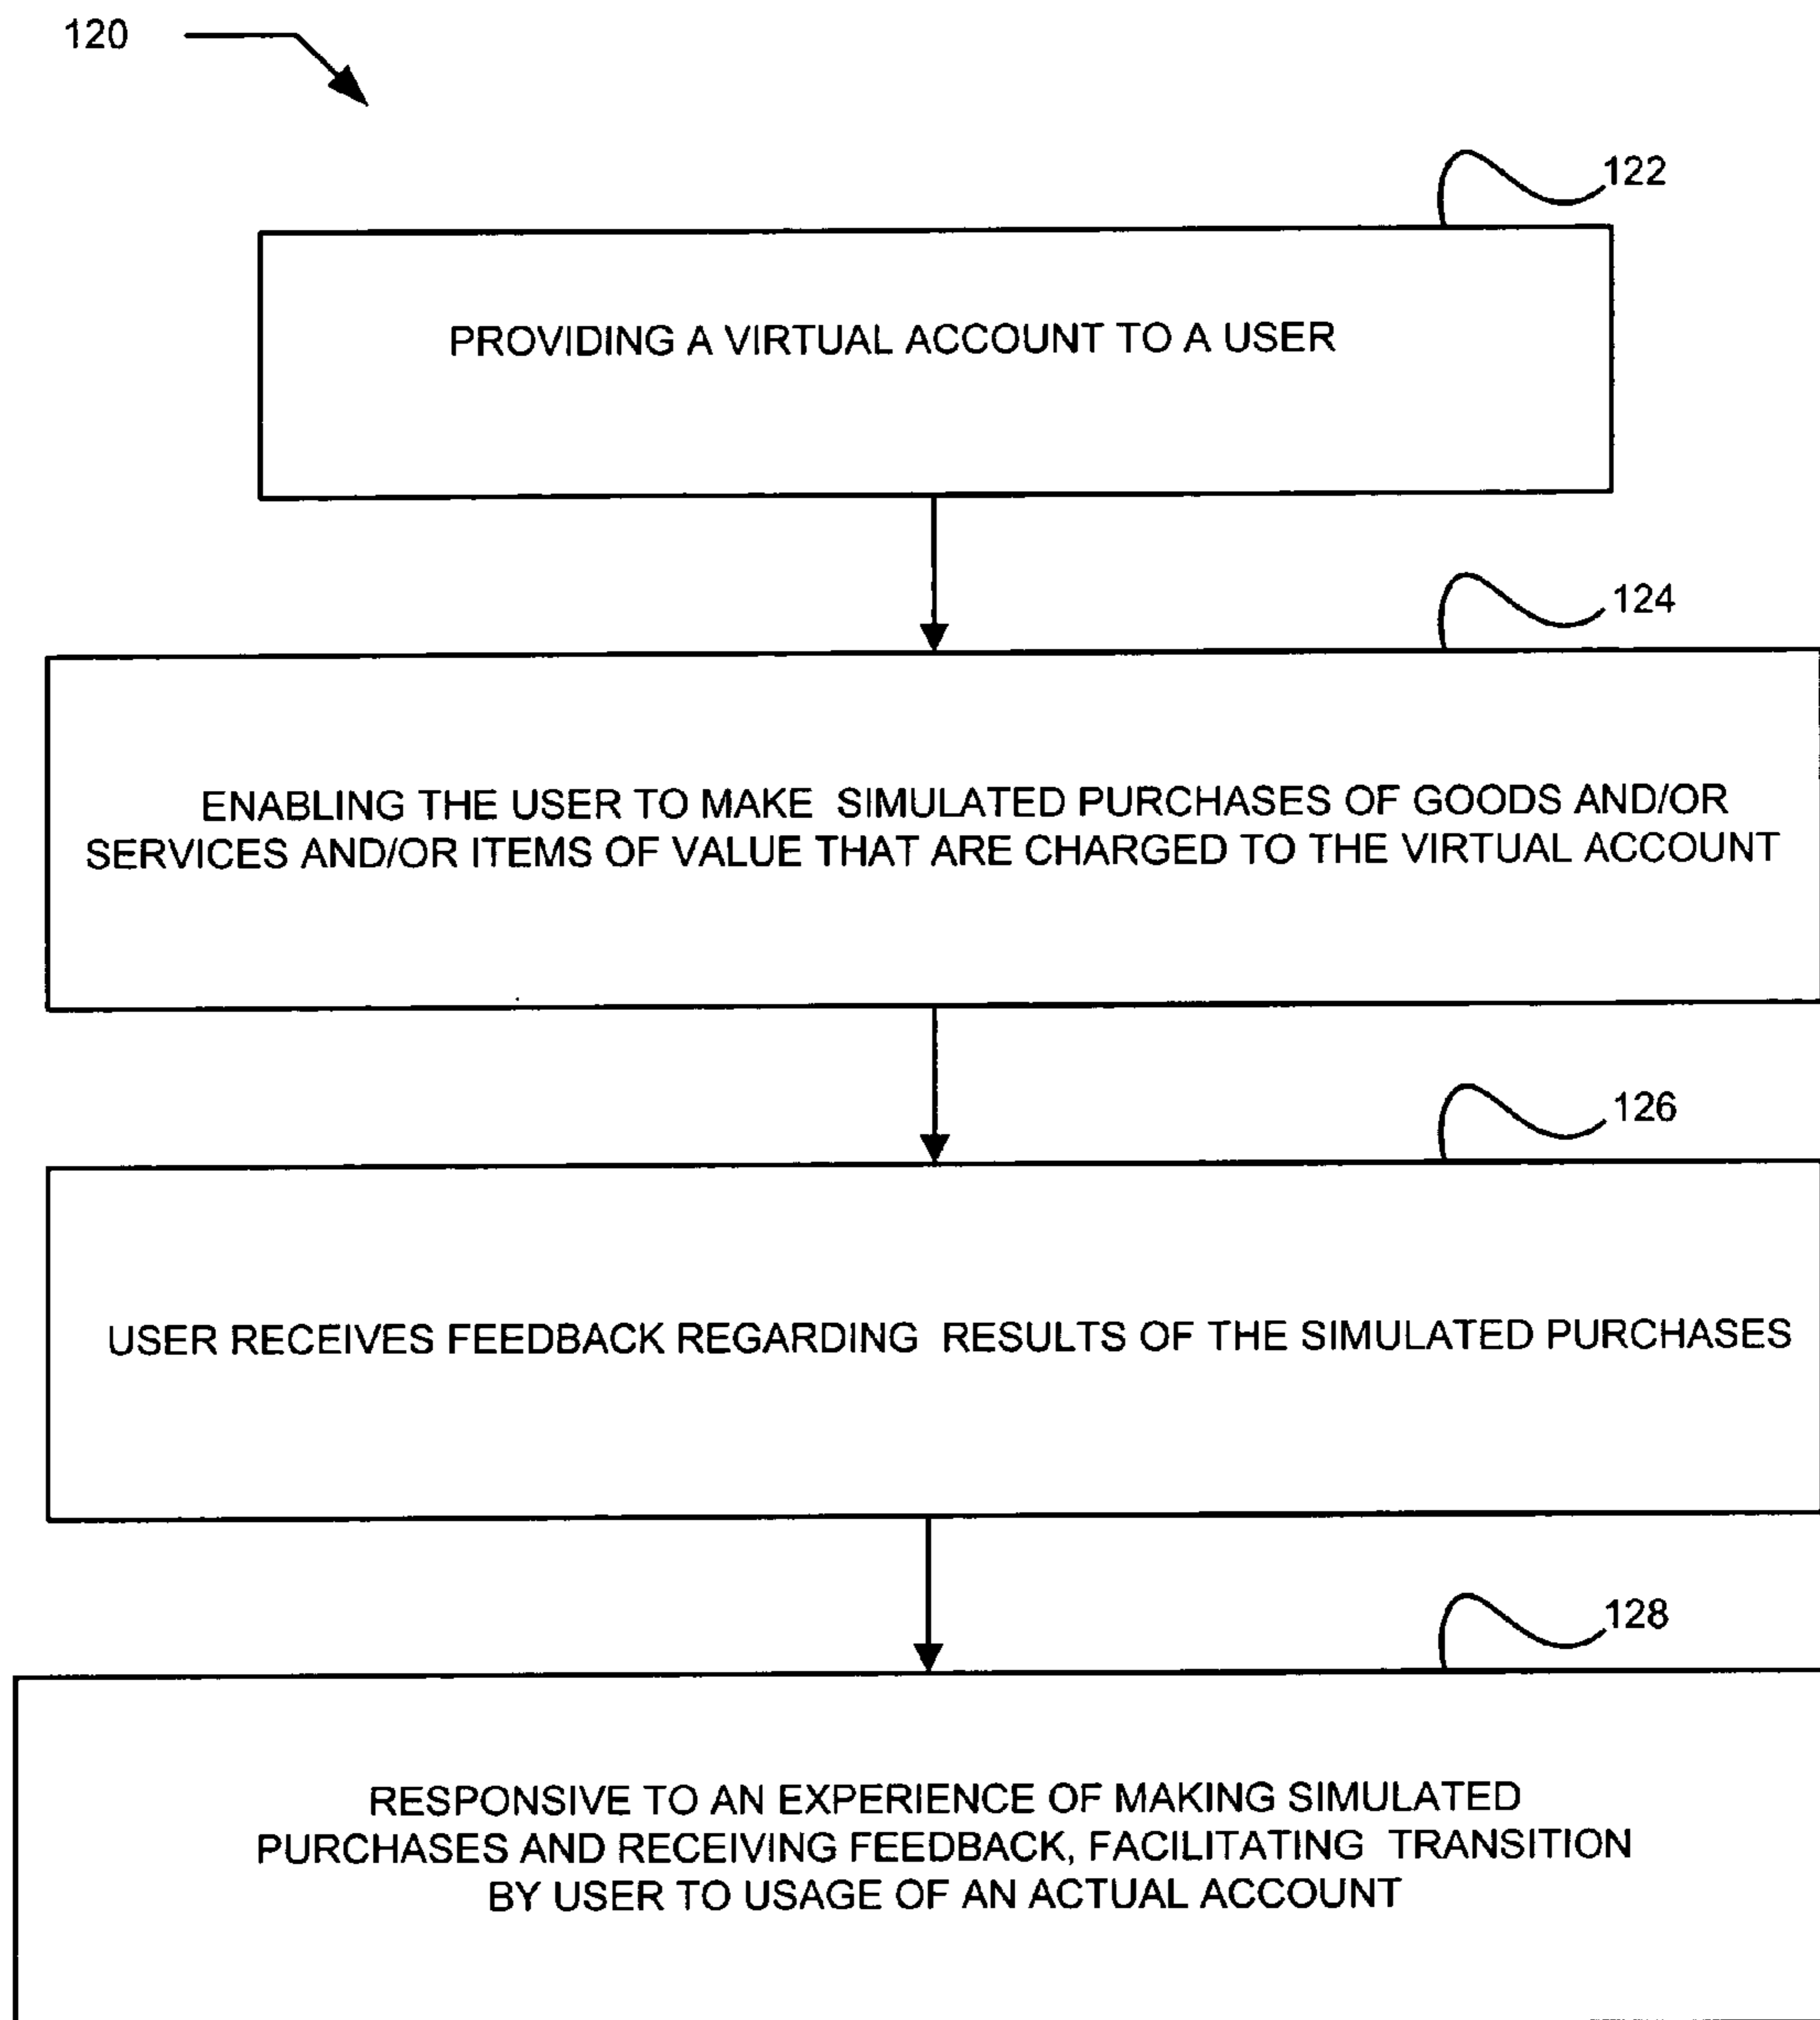 120
122
PROVIDING A VIRTUAL ACCOUNT TO A USER
124
ENABLING THE USER TO MAKE SIMULATED PURCHASES OF GOODS AND/OR
SERVICES AND/OR ITEMS OF VALUE THAT ARE CHARGED TO THE VIRTUAL ACCOUNT
126
USER RECEIVES FEEDBACK REGARDING RESULTS OF THE SIMULATED PURCHASES
128
RESPONSIVE TO AN EXPERIENCE OF MAKING SIMULATED
PURCHASES AND RECEIVING FEEDBACK, FACILITATING TRANSITION
BY USER TO USAGE OF AN ACTUAL ACCOUNT